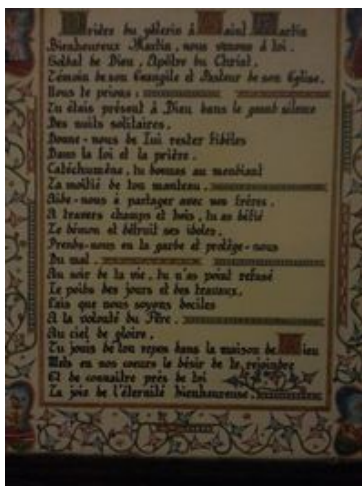 Prière du pèlerin à Saint Martin
Bienheureux Martin, nous venons à toi.
Soldat de Dieu, Apôtre du Christ,
Témoin de son Evangile et Pasteur de son Eglise.
Nous te prions :
Tu étais présent à Dieu dans le grand silence
Des nuits solitaires,
Donne-nous de Lui rester fidèles
Dans la foi et la prière.
Catéchumène, tu donnas au mendiant
La moitié de ton manteau.
Aide-nous à partager avec nos frères.
A travers champs et bois, tu as défié
Le démon et détruit ses idoles.
Prends-nous en ta garde et protège-nous
Du mal.
Au soir de ta vie, tu n'as point refusé
Le poids des jours et des travaux.
Fais que nous soyons dociles
A la volonté du Père.
Au ciel de gloire,
Tu jouis de ton repos dans la maison de Dieu
Mets en nos coeurs le désir de te rejoindre
Et de connaître près de toi
La joie de l'éternité bienheureuse.